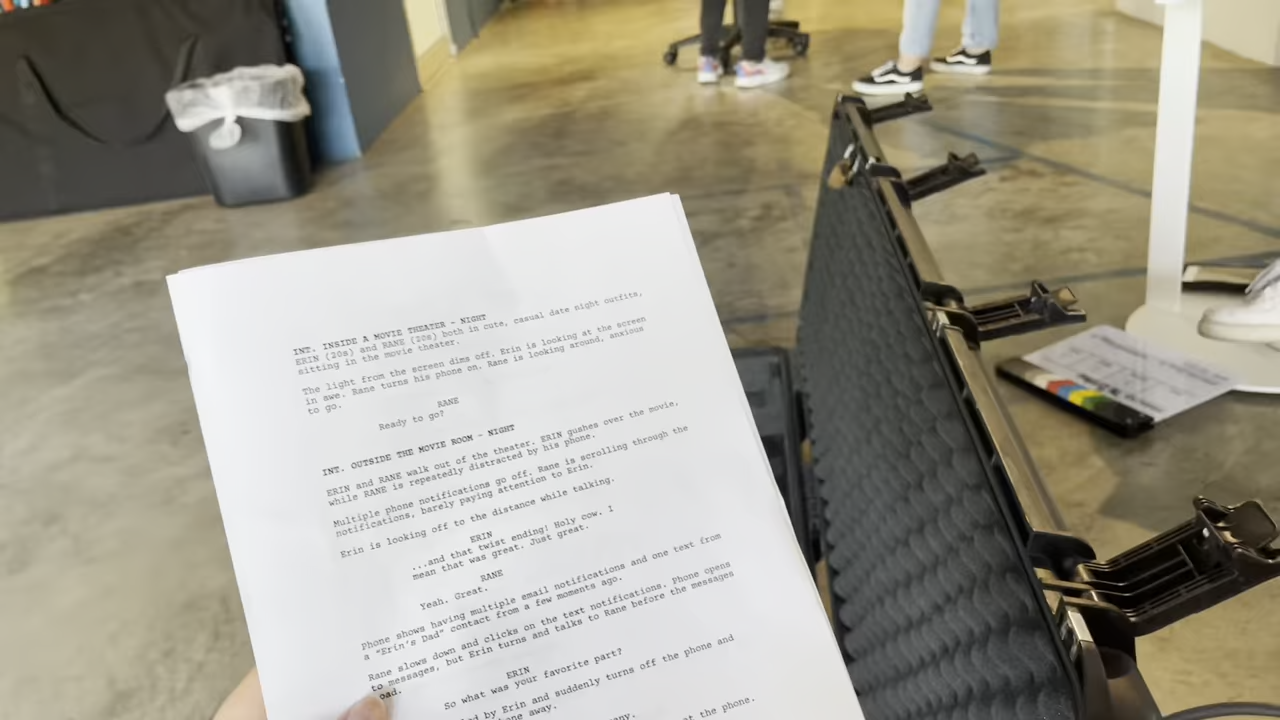 INT. INSIDE A MOVIE THEATER - NIGHT
ERIN (20s) and RANE (20s) both in cute, casual date night outfits,
sitting in the movie theater.
The light from the screen dims off. Erin is looking at the screen
in awe. Rane turns his phone on. Rane is looking around, anxious
to go.
RANE
Ready to go?
INT. OUTSIDE THE MOVIE ROOM - NIGHT
ERIN and RANE walk out of the theater. ERIN gushes over the movie,
while RANE is repeatedly distracted by his phone.
Multiple phone notifications go off. Rane is scrolling through the
notifications, barely paying attention to Erin.
Erin is looking off to the distance while talking.
ERIN
...and that twist ending! Holy cow. I
mean that was great. Just great.
RANE
Yeah. Great.
Phone shows having multiple email notifications and one text from
a "Erin's Dad" contact from a few moments ago.
Rane slows down and clicks on the text notifications. Phone opens
to messages, but Erin turns and talks to Rane before the messages
oad.
ERIN
So what was your favorite part?
led by Erin and suddenly turns off the phone and
one away.
any.
at the phone.